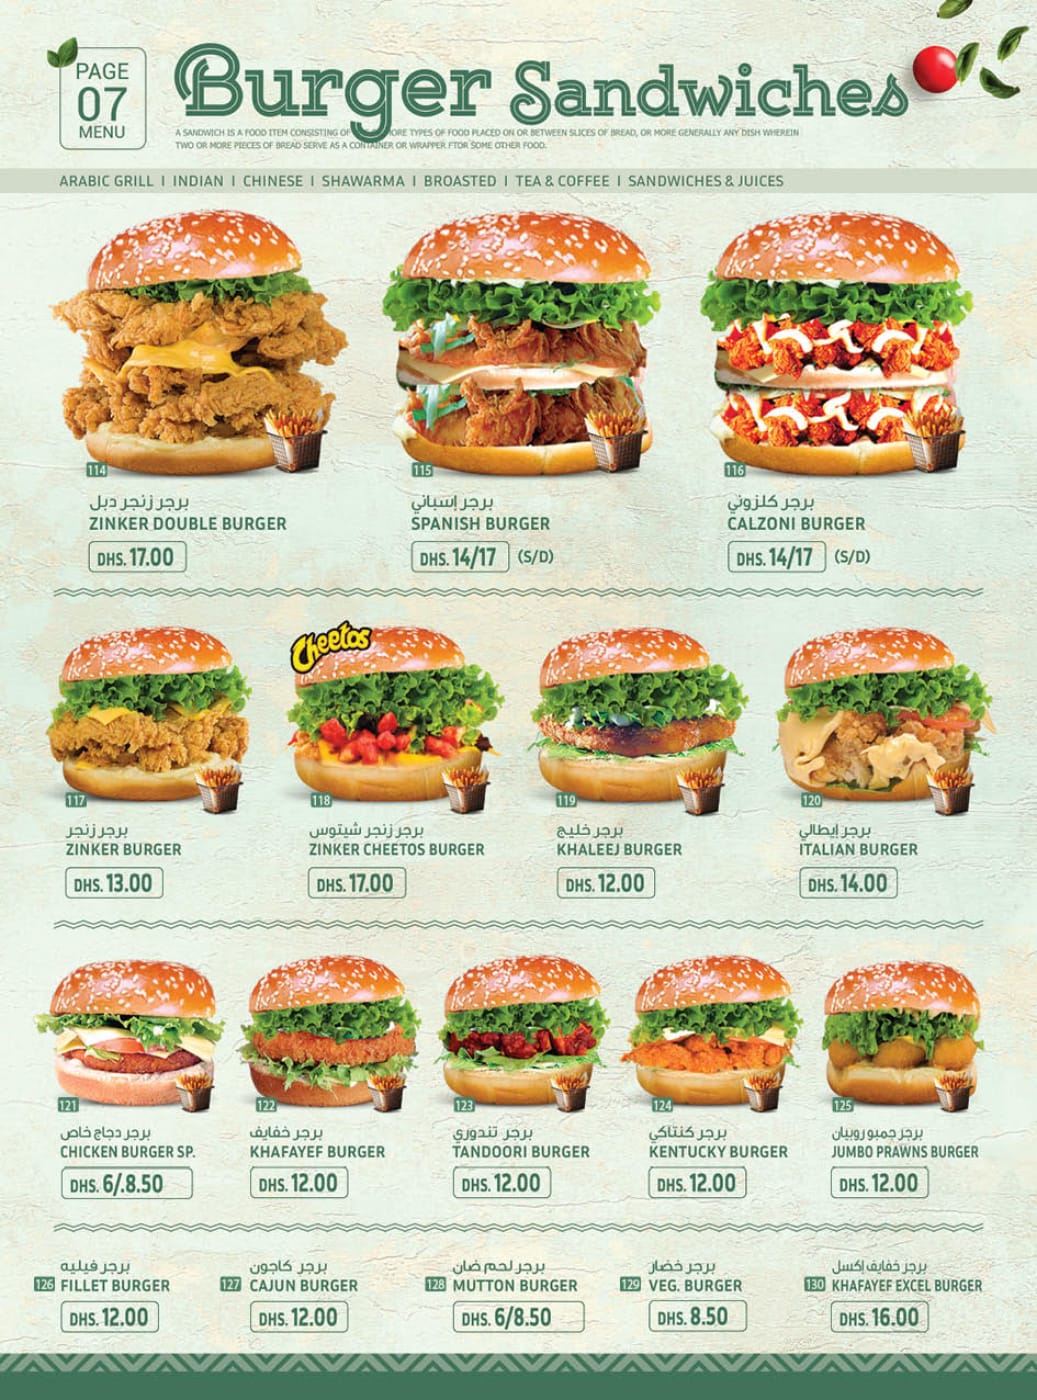 PAGE
07
MENU
Burger Sandwiches
A SANDWICH IS A FOOD ITEM CONSISTING OF ORE TYPES OF FOOD PLACED ON OR BETWEEN SLICES OF BREAD, OR MORE GENERALLY ANY DISH WHEREIN
TWO OR MORE PIECES OF BREAD SERVE AS A CONTAINER OR WRAPPER FTOR SOME OTHER FOOD.
ARABIC GRILL I INDIAN I CHINESE I SHAWARMA I BROASTED I TEA & COFFEE I SANDWICHES & JUICES
114
برجر زنجر دبل
ZINKER DOUBLE BURGER
DHS. 17.00
115
برجر إسباني
SPANISH BURGER
DHS. 14/17 (S/D)
116
برجر كلزوني
CALZONI BURGER
DHS. 14/17 (S/D)
117
برجر زنجر
ZINKER BURGER
DHS. 13.00
Cheetos
118
برجر زنجر شيتوس
ZINKER CHEETOS BURGER
DHS. 17.00
119
برجر خليج
KHALEEJ BURGER
DHS. 12.00
120
برجر إيطالي
ITALIAN BURGER
DHS. 14.00
121
برجر دجاج خاص
CHICKEN BURGER SP.
DHS. 6/.8.50
122
برجر خفايف
KHAFAYEF BURGER
DHS. 12.00
123
برجر تندوري
TANDOORI BURGER
DHS. 12.00
124
برجر كنتاكي
KENTUCKY BURGER
DHS. 12.00
125
برجر جمبو روبيان
JUMBO PRAWNS BURGER
DHS. 12.00
برجر فيليه
126 FILLET BURGER
DHS. 12.00
برجر كاجون
127 CAJUN BURGER
DHS. 12.00
برجر لحم ضان
128 MUTTON BURGER
DHS. 6/8.50
برجر خضار
129 VEG. BURGER
DHS. 8.50
برجر خفايف إكسل
130 KHAFAYEF EXCEL BURGER
DHS. 16.00